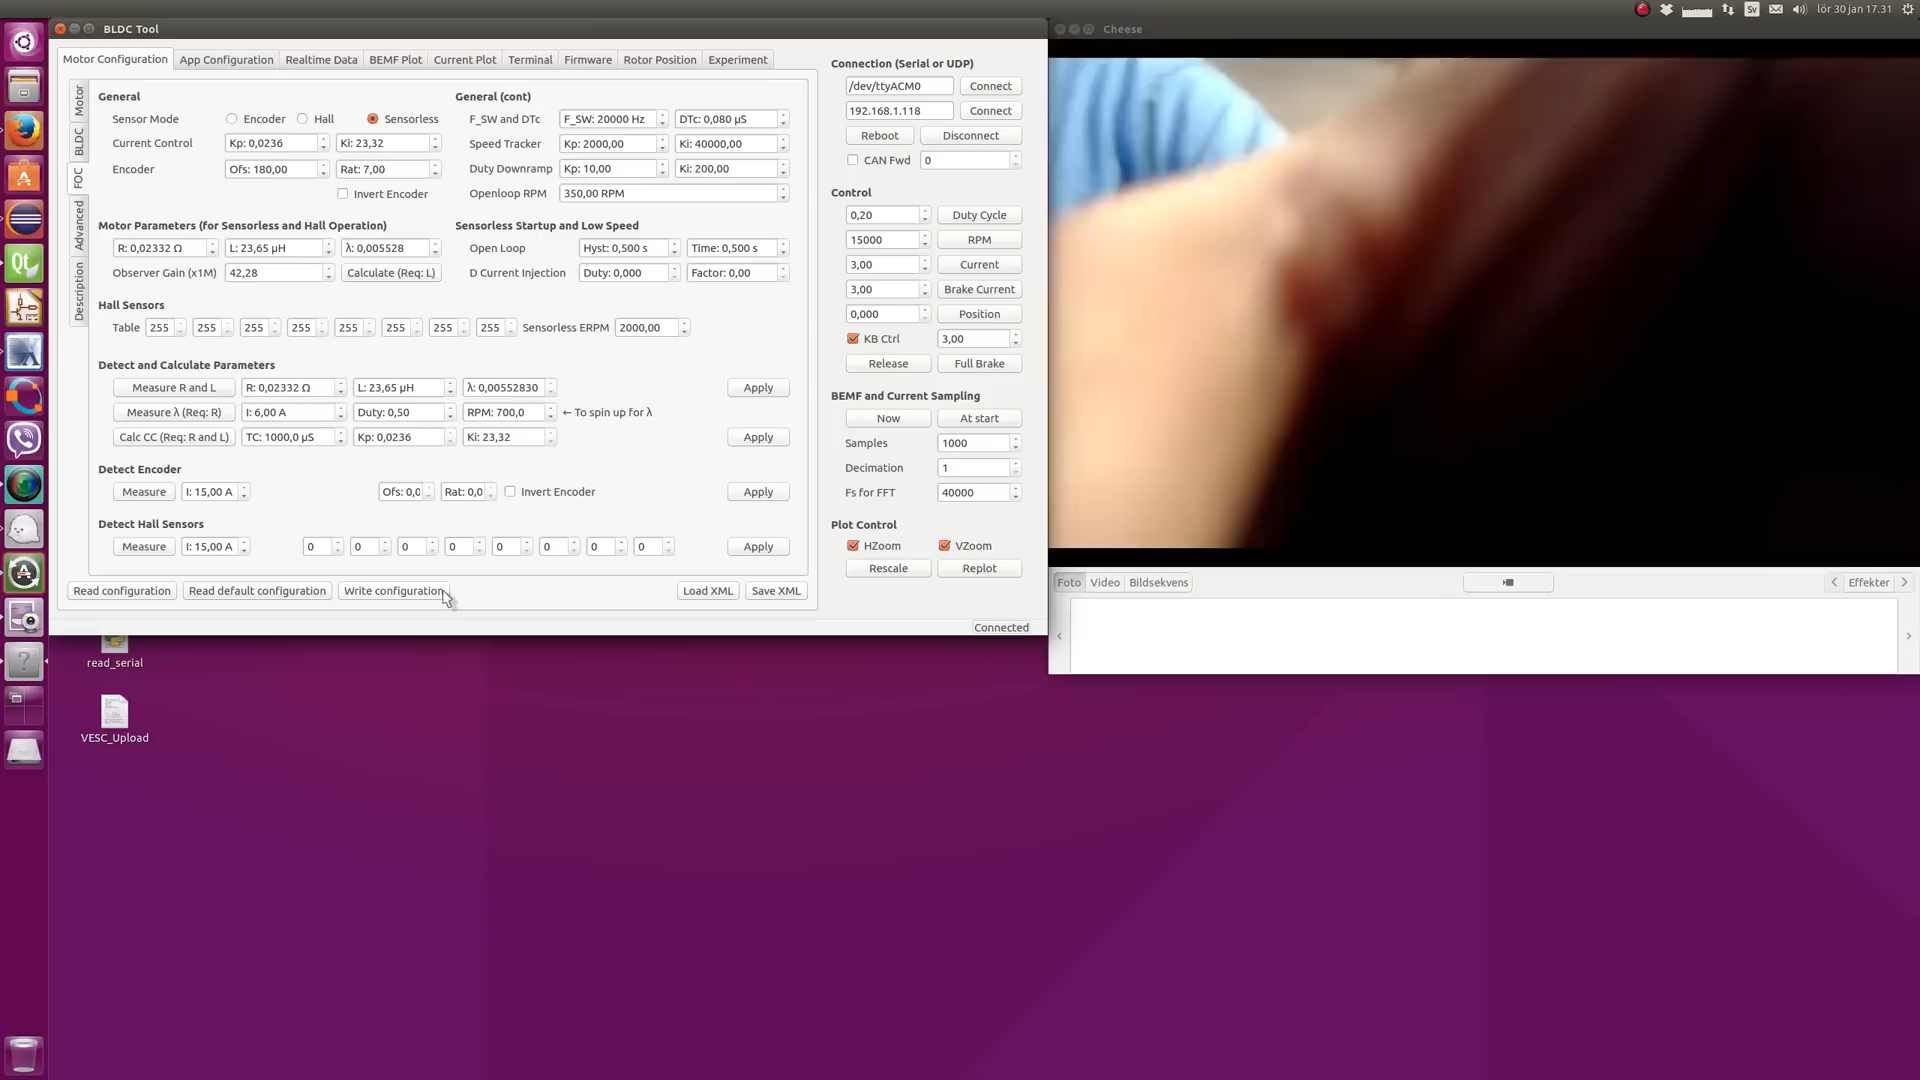 Sv
lör 30 jan 17.31
BLDC Tool
Cheese
Motor Configuration App Configuration Realtime Data BEMF Plot Current Plot Terminal Firmware Rotor Position Experiment
Motor
BLDC
FOC
Advanced
Description
General
Sensor Mode Encoder Hall Sensorless
Current Control Kp: 0,0236 Ki: 23,32
Encoder Ofs: 180,00 Rat: 7,00
Invert Encoder
General (cont)
F_SW and DTc F_SW: 20000 Hz DTc: 0,080 µS
Speed Tracker Kp: 2000,00 Ki: 40000,00
Duty Downramp Kp: 10,00 Ki: 200,00
Openloop RPM 350,00 RPM
Motor Parameters (for Sensorless and Hall Operation)
R: 0,02332 Ω L: 23,65 µH λ: 0,005528
Observer Gain (x1M) 42,28 Calculate (Req: L)
Sensorless Startup and Low Speed
Open Loop Hyst: 0,500 s Time: 0,500 s
D Current Injection Duty: 0,000 Factor: 0,00
Hall Sensors
Table 255 255 255 255 255 255 255 255 Sensorless ERPM 2000,00
Detect and Calculate Parameters
Measure R and L R: 0,02332 Ω L: 23,65 µH λ: 0,00552830 Apply
Measure λ (Req: R) I: 6,00 A Duty: 0,50 RPM: 700,0 ← To spin up for λ
Calc CC (Req: R and L) TC: 1000,0 µS Kp: 0,0236 Ki: 23,32 Apply
Detect Encoder
Measure I: 15,00 A Ofs: 0,0 Rat: 0,0 Invert Encoder Apply
Detect Hall Sensors
Measure I: 15,00 A 0 0 0 0 0 0 0 0 Apply
Read configuration Read default configuration Write configuration Load XML Save XML
Connection (Serial or UDP)
/dev/ttyACM0 Connect
192.168.1.118 Connect
Reboot Disconnect
CAN Fwd 0
Control
0,20 Duty Cycle
15000 RPM
3,00 Current
3,00 Brake Current
0,000 Position
KB Ctrl 3,00
Release Full Brake
BEMF and Current Sampling
Now At start
Samples 1000
Decimation 1
Fs for FFT 40000
Plot Control
HZoom VZoom
Rescale Replot
Connected
Foto Video Bildsekvens Effekter
read_serial
VESC_Upload
Qt